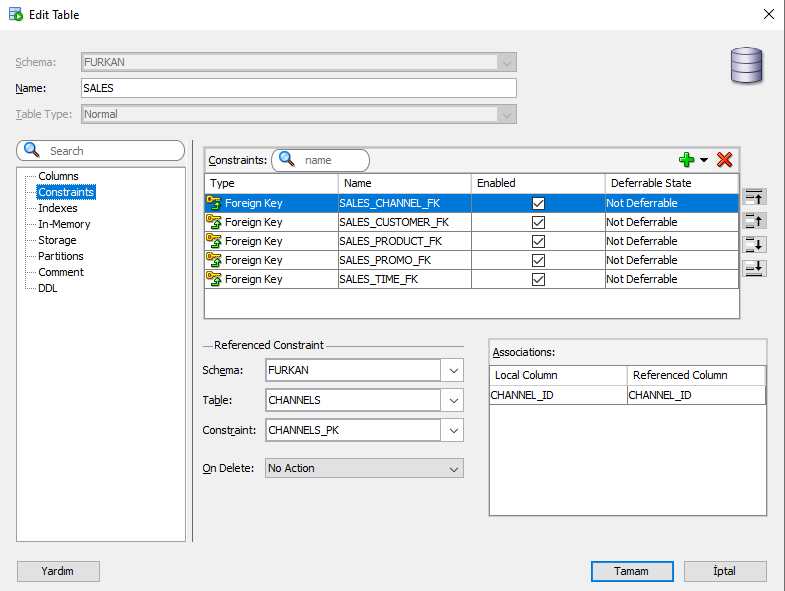 Edit Table
Schema: FURKAN
Name: SALES
Table Type: Normal
Search
Columns
Constraints
Indexes
In-Memory
Storage
Partitions
Comment
DDL
Constraints: name
Type Name Enabled Deferrable State
Foreign Key SALES_CHANNEL_FK Not Deferrable
Foreign Key SALES_CUSTOMER_FK Not Deferrable
Foreign Key SALES_PRODUCT_FK Not Deferrable
Foreign Key SALES_PROMO_FK Not Deferrable
Foreign Key SALES_TIME_FK Not Deferrable
Referenced Constraint
Schema: FURKAN
Table: CHANNELS
Constraint: CHANNELS_PK
On Delete: No Action
Associations:
Local Column Referenced Column
CHANNEL_ID CHANNEL_ID
Yardım Tamam İptal